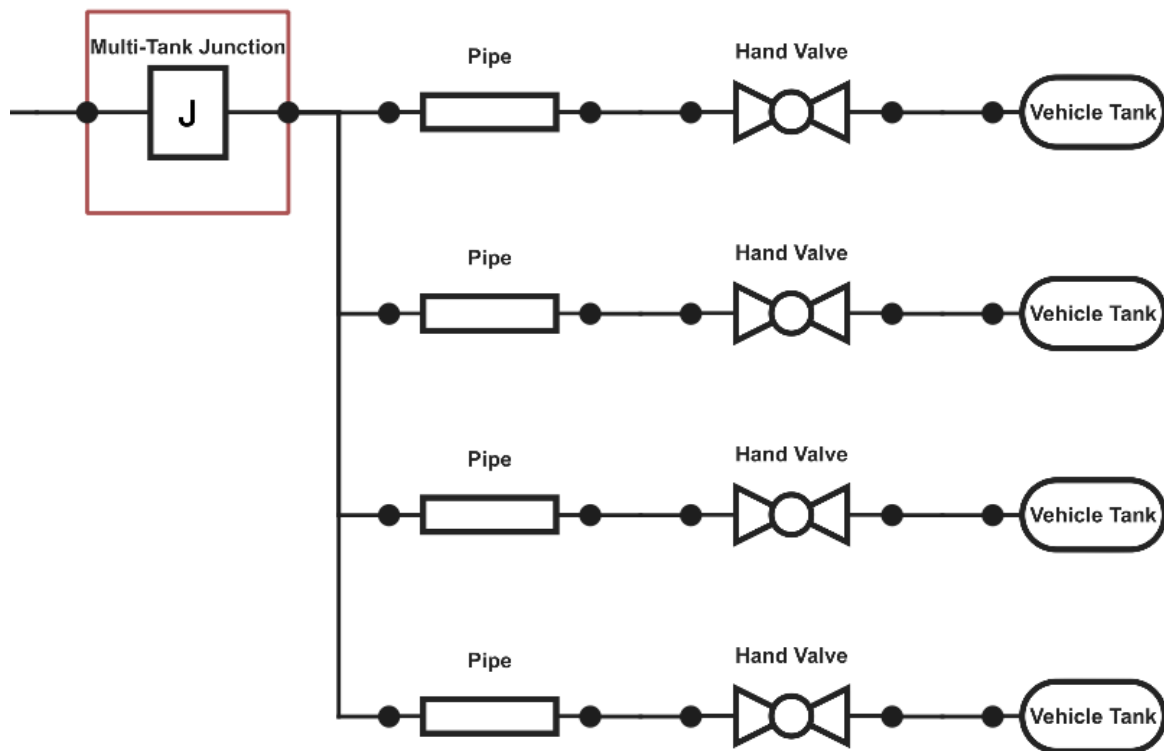 Multi-Tank Junction
J
Pipe
Hand Valve
Vehicle Tank
Pipe
Hand Valve
Vehicle Tank
Pipe
Hand Valve
Vehicle Tank
Pipe
Hand Valve
Vehicle Tank